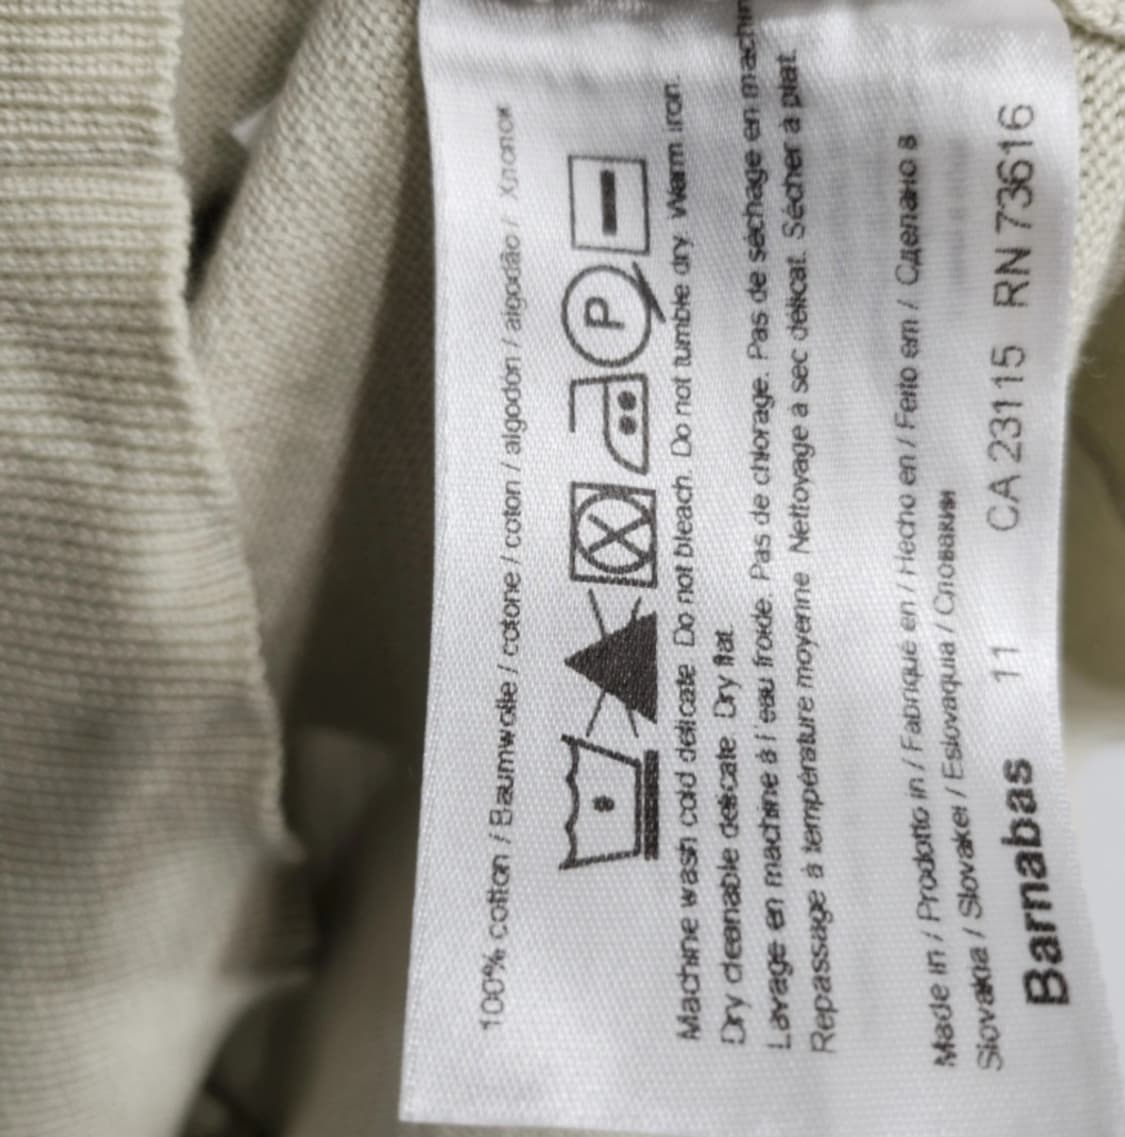 100% cotton / Baumwolle / cotone / coton / algodon / algodão / Хлопок
P
Machine wash cold delicate. Do not bleach. Do not tumble dry. Warm iron.
Dry cleanable delicate. Dry flat.
Lavage en machine à l'eau froide. Pas de chlorage. Pas de séchage en machin
Repassage à température moyenne. Nettoyage à sec délicat. Sécher à plat.
Made in / Prodotto in / Fabriqué en / Hecho en / Feito em / Сделано в
Slovakia / Slovakei / Eslovaquia / Словакия
Barnabas 11 CA 23115 RN 73616